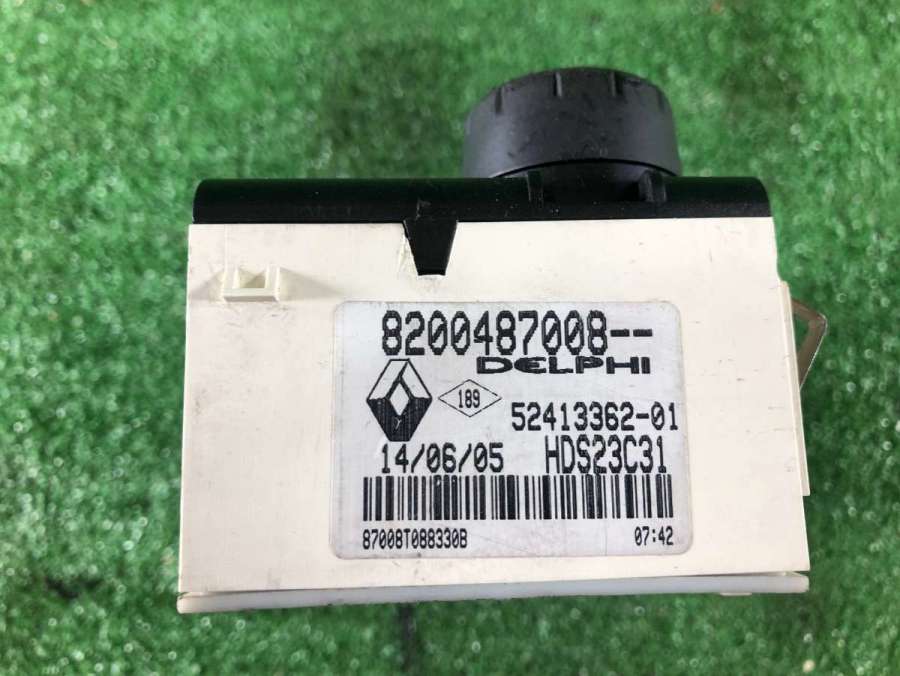 8200487008--
DELPHI
189
52413362-01
14/06/05 HDS23C31
87008T088330B 07:42